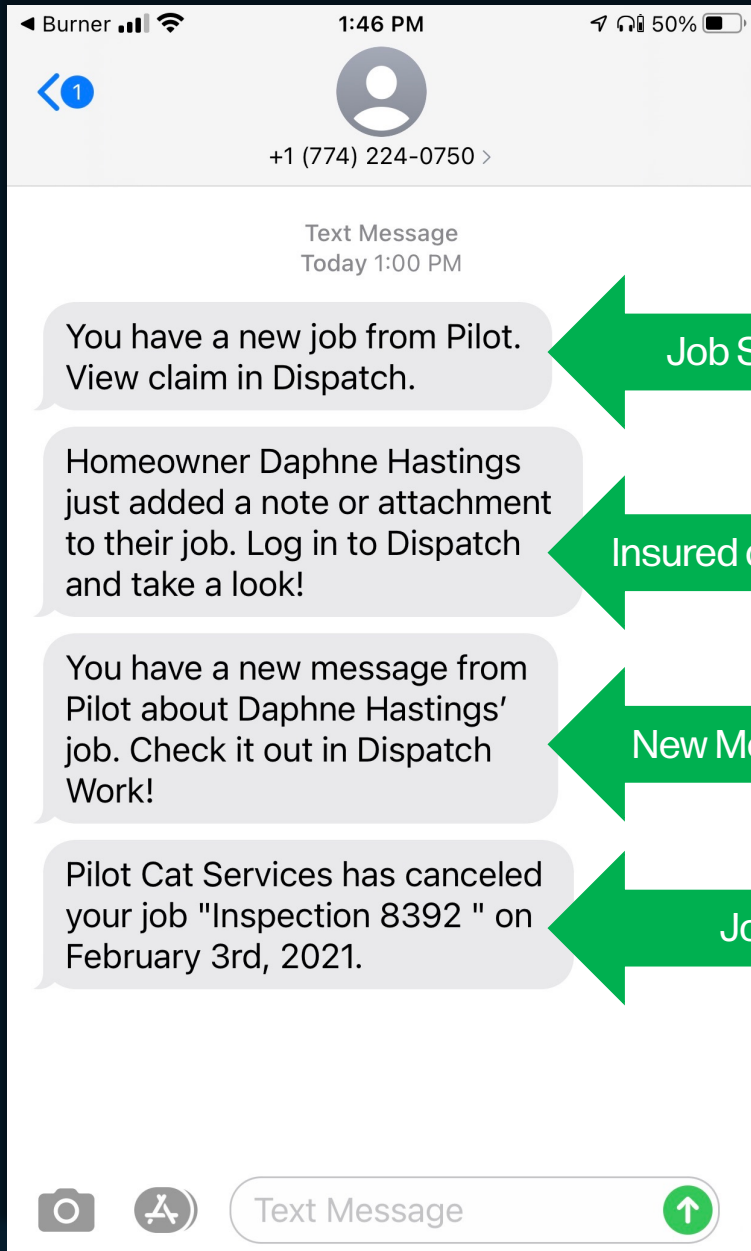 Burner
1:46 PM
50%
1
+1 (774) 224-0750
Text Message
Today 1:00 PM
You have a new job from Pilot.
View claim in Dispatch.
Job
Homeowner Daphne Hastings
just added a note or attachment
to their job. Log in to Dispatch
and take a look!
Insured
You have a new message from
Pilot about Daphne Hastings’
job. Check it out in Dispatch
Work!
New
Pilot Cat Services has canceled
your job "Inspection 8392 " on
February 3rd, 2021.
Text Message